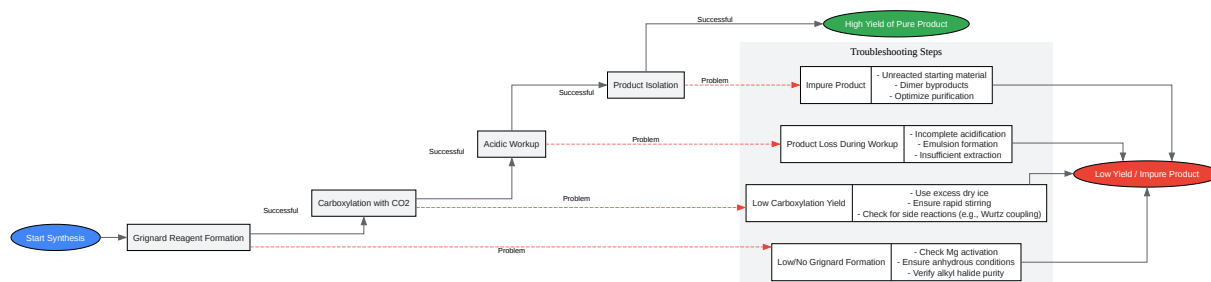 Successful
High Yield of Pure Product
Troubleshooting Steps
Product Isolation
Problem
Impure Product
- Unreacted starting material
- Dimer byproducts
- Optimize purification
Successful
Acidic Workup
Problem
Product Loss During Workup
- Incomplete acidification
- Emulsion formation
- Insufficient extraction
Successful
Low Yield / Impure Product
Carboxylation with CO2
Problem
Low Carboxylation Yield
- Use excess dry ice
- Ensure rapid stirring
- Check for side reactions (e.g., Wurtz coupling)
Successful
Start Synthesis
Grignard Reagent Formation
Problem
Low/No Grignard Formation
- Check Mg activation
- Ensure anhydrous conditions
- Verify alkyl halide purity